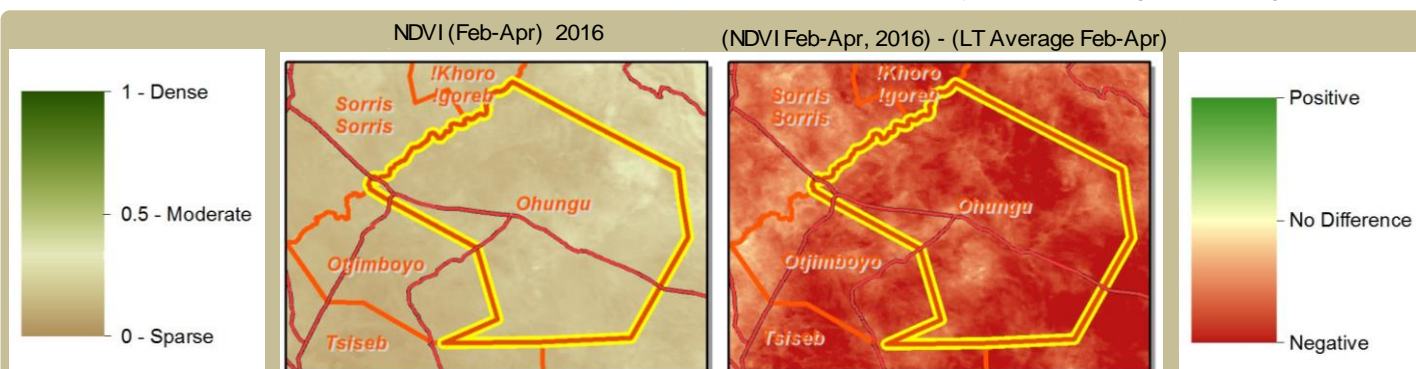 NDVI (Feb-Apr) 2016
(NDVI Feb-Apr, 2016) - (LT Average Feb-Apr)
1 - Dense
0.5 - Moderate
0 - Sparse
!Khoro
!goreb
Sorris
Sorris
Ohungu
Otjimboyo
Tsiseb
!Khoro
!goreb
Sorris
Sorris
Ohungu
Otjimboyo
Tsiseb
Positive
No Difference
Negative